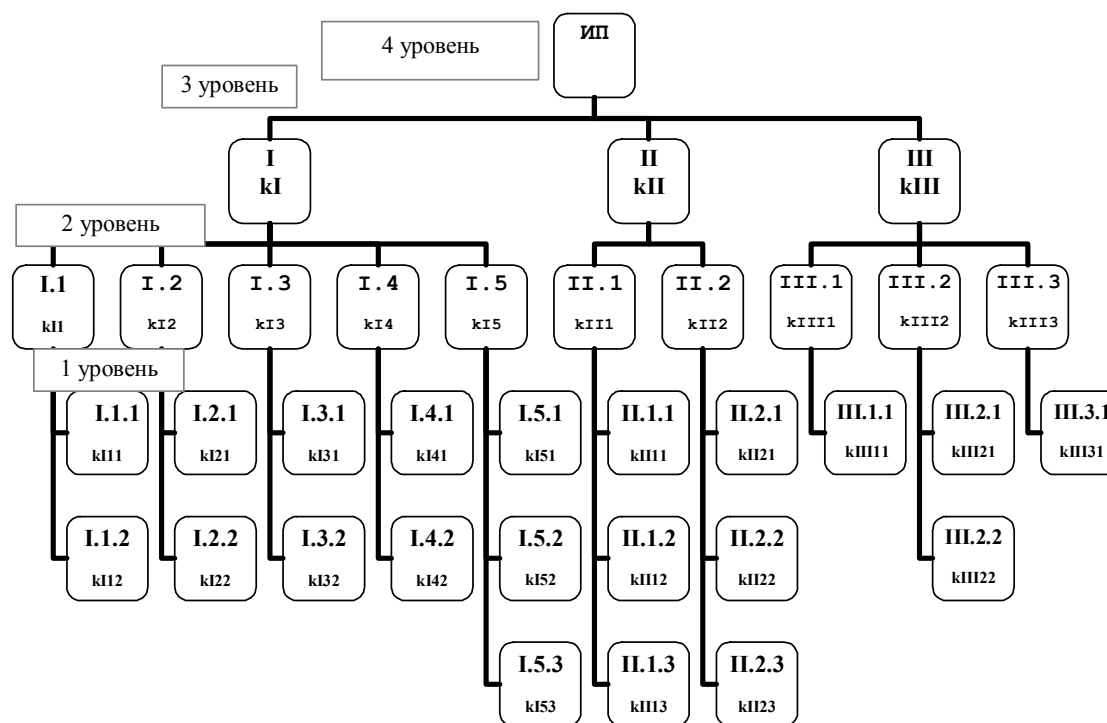 ИП
4 уровень
3 уровень
I
kI
II
kII
III
kIII
2 уровень
I.1
kI1
I.2
kI2
I.3
kI3
I.4
kI4
I.5
kI5
II.1
kII1
II.2
kII2
III.1
kIII1
III.2
kIII2
III.3
kIII3
1 уровень
I.1.1
kI11
I.2.1
kI21
I.3.1
kI31
I.4.1
kI41
I.5.1
kI51
II.1.1
kII11
II.2.1
kII21
III.1.1
kIII11
III.2.1
kIII21
III.3.1
kIII31
I.1.2
kI12
I.2.2
kI22
I.3.2
kI32
I.4.2
kI42
I.5.2
kI52
II.1.2
kII12
II.2.2
kII22
III.2.2
kIII22
I.5.3
kI53
II.1.3
kII13
II.2.3
kII23